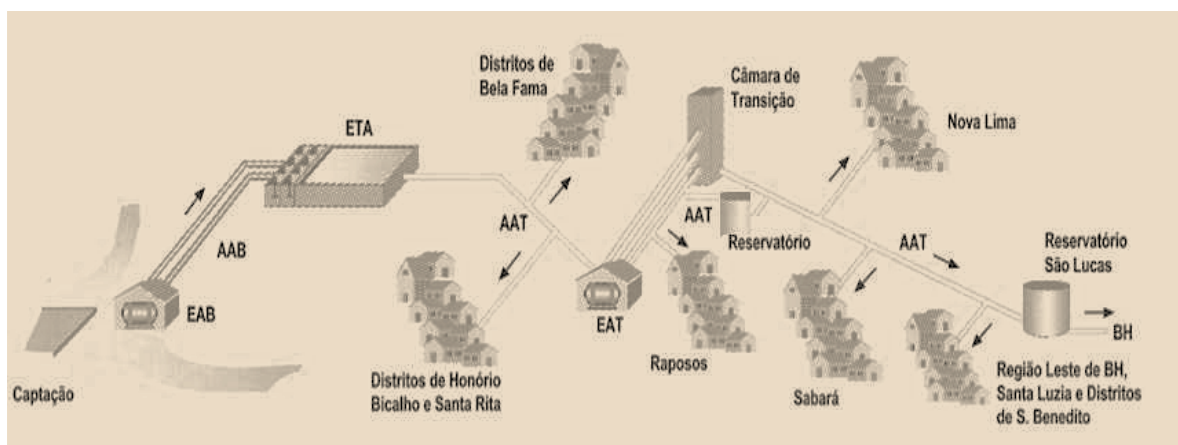 Distritos de
Bela Fama
Câmara de
Transição
Nova Lima
ETA
AAT
AAB
EAB
Captação
Distritos de Honório
Bicalho e Santa Rita
EAT
Raposos
AAT
Reservatório
AAT
Reservatório
São Lucas
BH
Sabará
Região Leste de BH,
Santa Luzia e Distritos
de S. Benedito